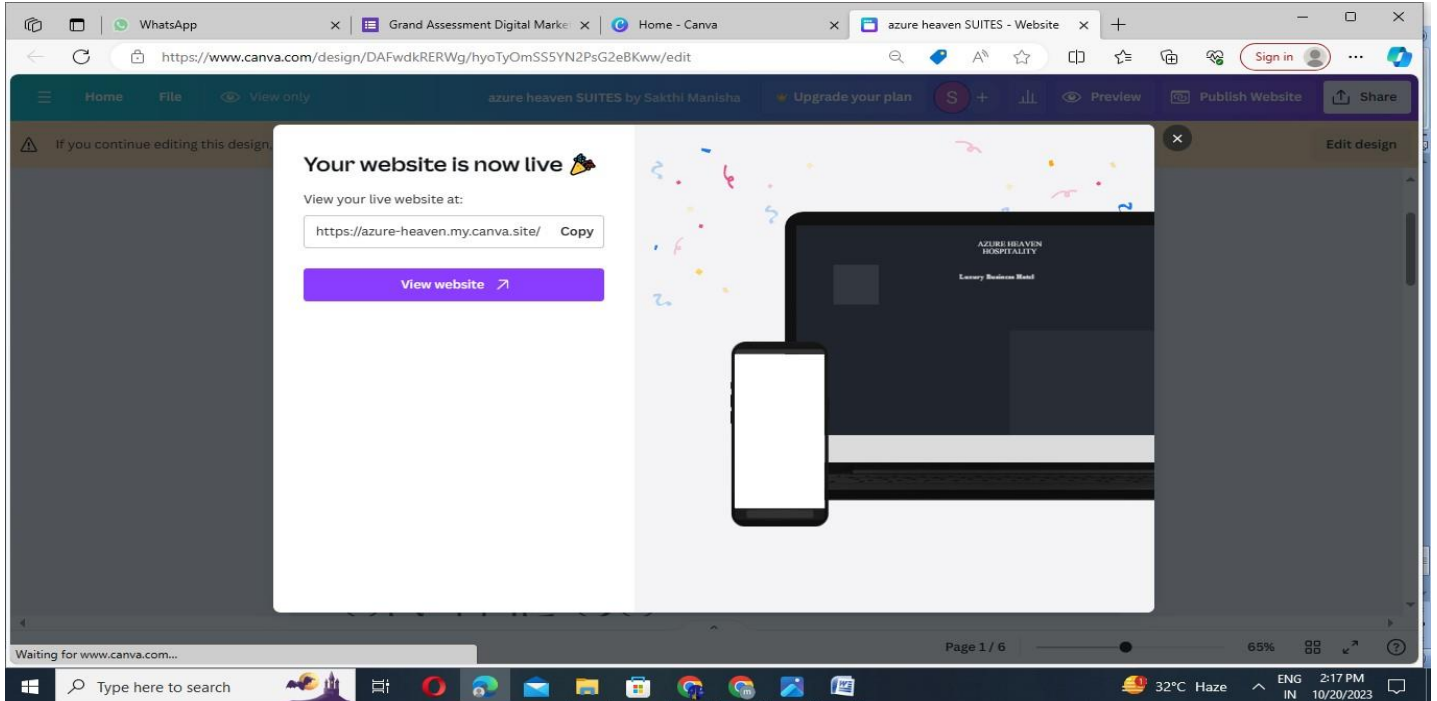 WhatsApp
Grand Assessment Digital Marke
Home - Canva
azure heaven SUITES - Website
https://www.canva.com/design/DAFwdkRERWg/hyoTyOmSS5YN2PsG2eBKww/edit
Sign in
Home File View only azure heaven SUITES by Sakthi Manisha Upgrade your plan S + Preview Publish Website Share
If you continue editing this design, Edit design
Your website is now live
View your live website at:
https://azure-heaven.my.canva.site/ Copy
View website
AZURE HEAVEN
HOSPITALITY
Luxury Business Hotel
Page 1 / 6 65%
Waiting for www.canva.com...
Type here to search
32°C Haze
ENG
IN
2:17 PM
10/20/2023